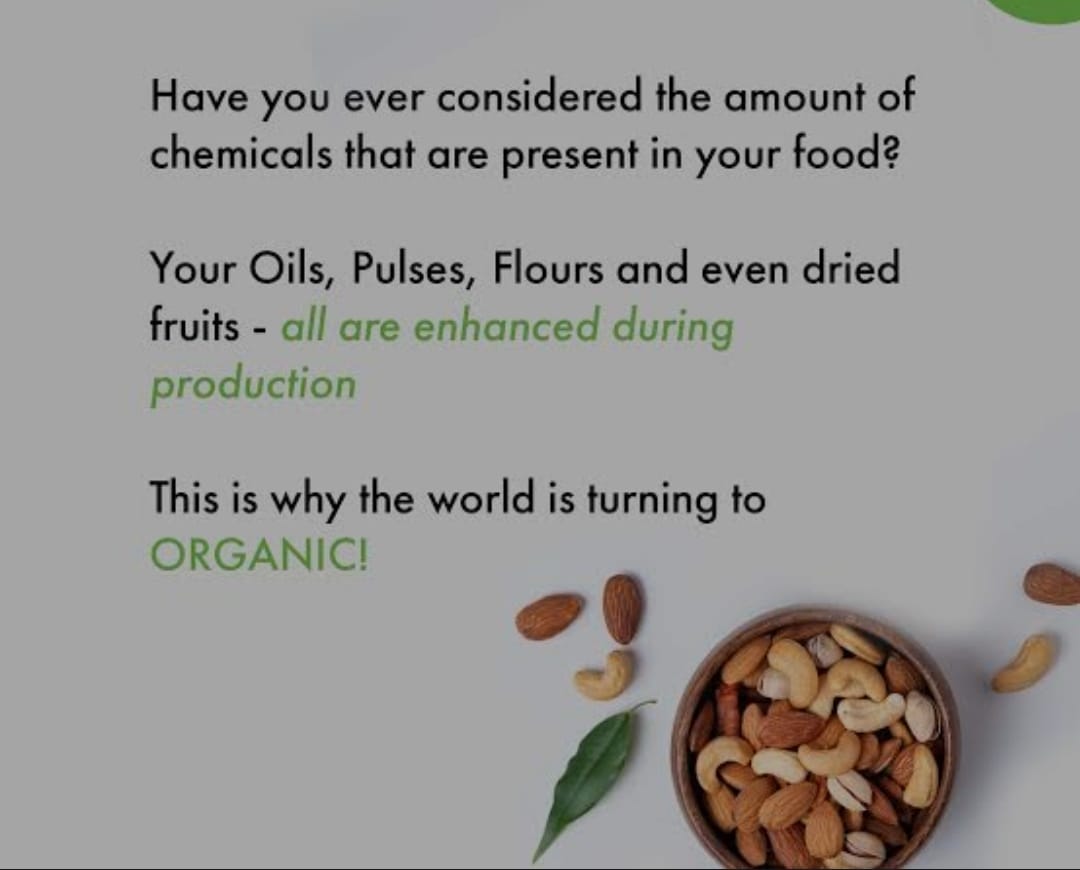 Have you ever considered the amount of
chemicals that are present in your food?
Your Oils, Pulses, Flours and even dried
fruits - all are enhanced during
production
This is why the world is turning to
ORGANIC!